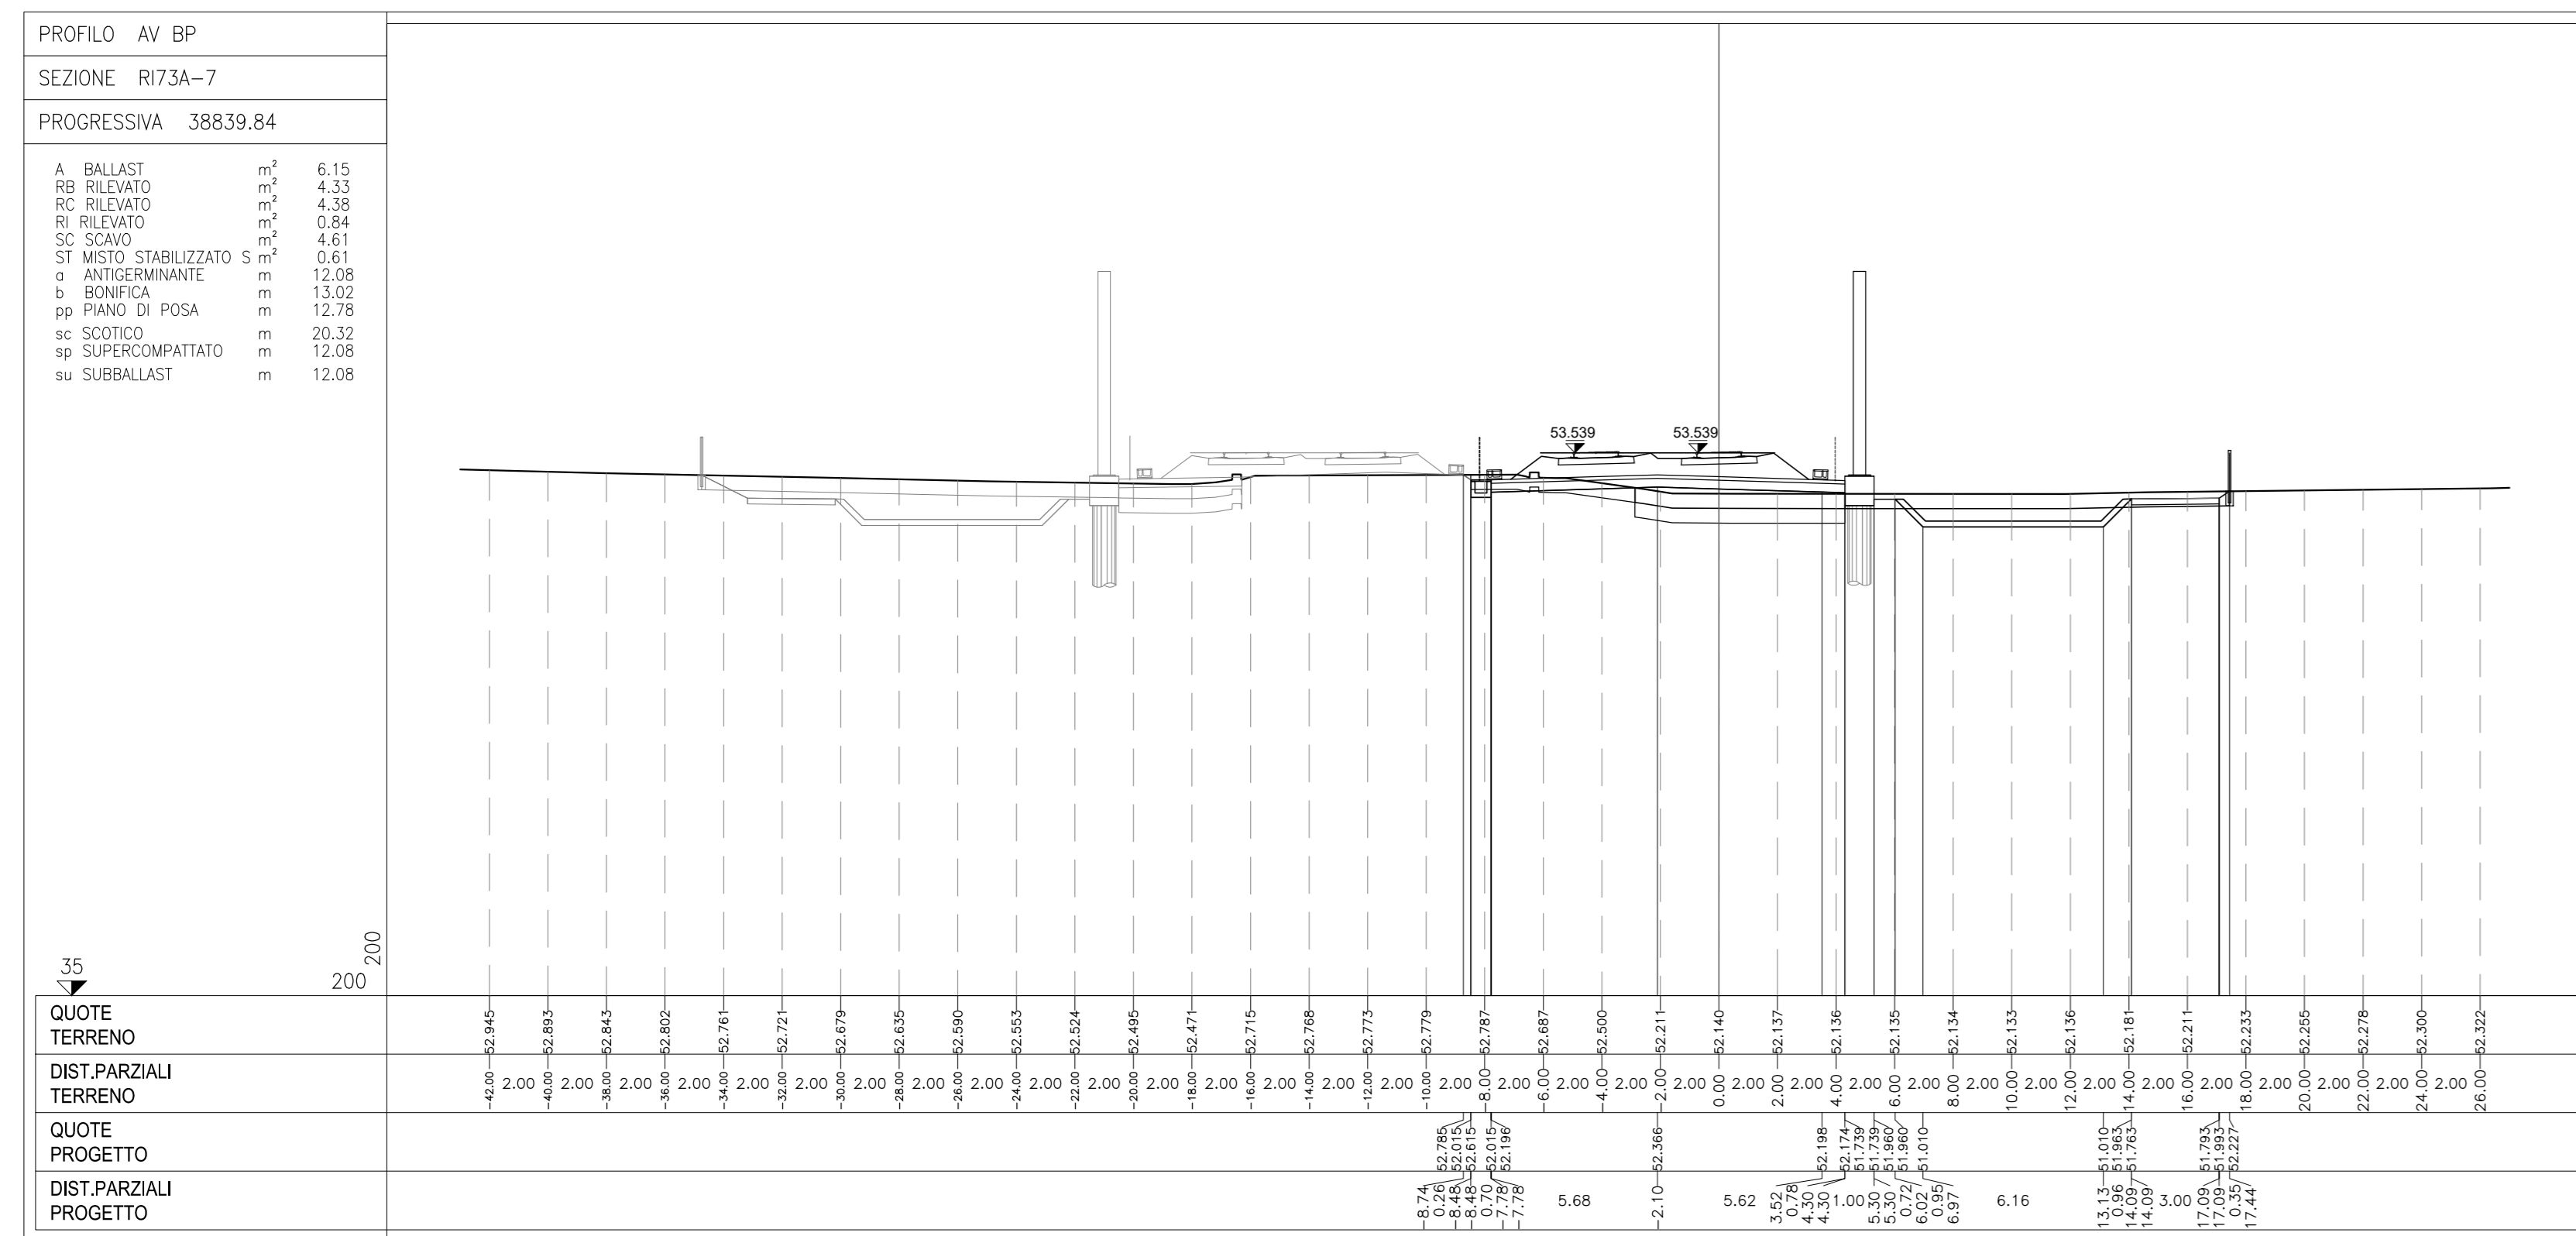 PROFILO AV BP
SEZIONE RI73A-7
PROGRESSIVA 38839.84
A BALLAST m² 6.15
RB RILEVATO m² 4.33
RC RILEVATO m² 4.38
RI RILEVATO m² 0.84
SC SCAVO m² 4.61
ST MISTO STABILIZZATO S m² 0.61
a ANTIGERMINANTE m 12.08
b BONIFICA m 13.02
pp PIANO DI POSA m 12.78
sc SCOTICO m 20.32
sp SUPERCOMPATTATO m 12.08
su SUBBALLAST m 12.08
53.539 53.539
200
35 200
QUOTE TERRENO
52.945 52.893 52.843 52.802 52.761 52.721 52.679 52.635 52.590 52.553 52.524 52.495 52.471 52.715 52.768 52.773 52.779 52.787 52.687 52.500 52.211 52.140 52.137 52.136 52.135 52.134 52.133 52.136 52.181 52.211 52.233 52.255 52.278 52.300 52.322
DIST.PARZIALI TERRENO
-42.00 2.00 -40.00 2.00 -38.00 2.00 -36.00 2.00 -34.00 2.00 -32.00 2.00 -30.00 2.00 -28.00 2.00 -26.00 2.00 -24.00 2.00 -22.00 2.00 -20.00 2.00 -18.00 2.00 -16.00 2.00 -14.00 2.00 -12.00 2.00 -10.00 2.00 -8.00 2.00 -6.00 2.00 -4.00 2.00 -2.00 2.00 0.00 2.00 2.00 2.00 4.00 2.00 6.00 2.00 8.00 2.00 10.00 2.00 12.00 2.00 14.00 2.00 16.00 2.00 18.00 2.00 20.00 2.00 22.00 2.00 24.00 2.00 26.00
QUOTE PROGETTO
52.785 52.015 52.615 52.015 52.196 52.366 52.198 52.174 51.739 51.739 51.960 51.960 51.010 51.010 51.963 51.763 51.793 51.993 52.227
DIST.PARZIALI PROGETTO
-8.74 0.26 -8.48 -8.48 0.70 -7.78 -7.78 5.68 -2.10 5.62 3.52 0.78 4.30 4.30 1.00 5.30 5.30 0.72 6.02 0.95 6.97 6.16 13.13 0.96 14.09 14.09 3.00 17.09 17.09 0.35 17.44